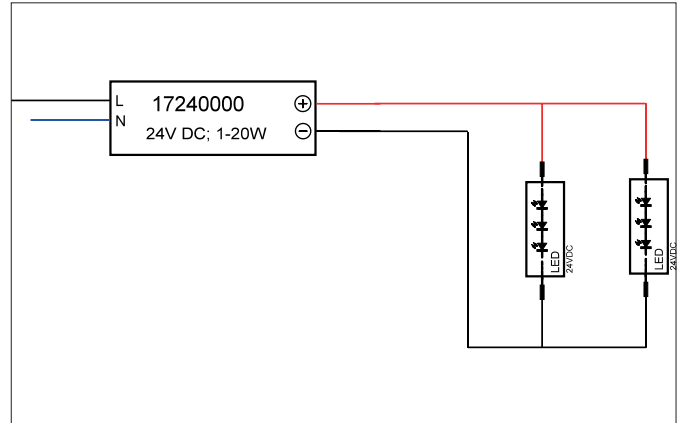 L
17240000
+
N
24V DC; 1-20W
−
LED
24VDC
LED
24VDC